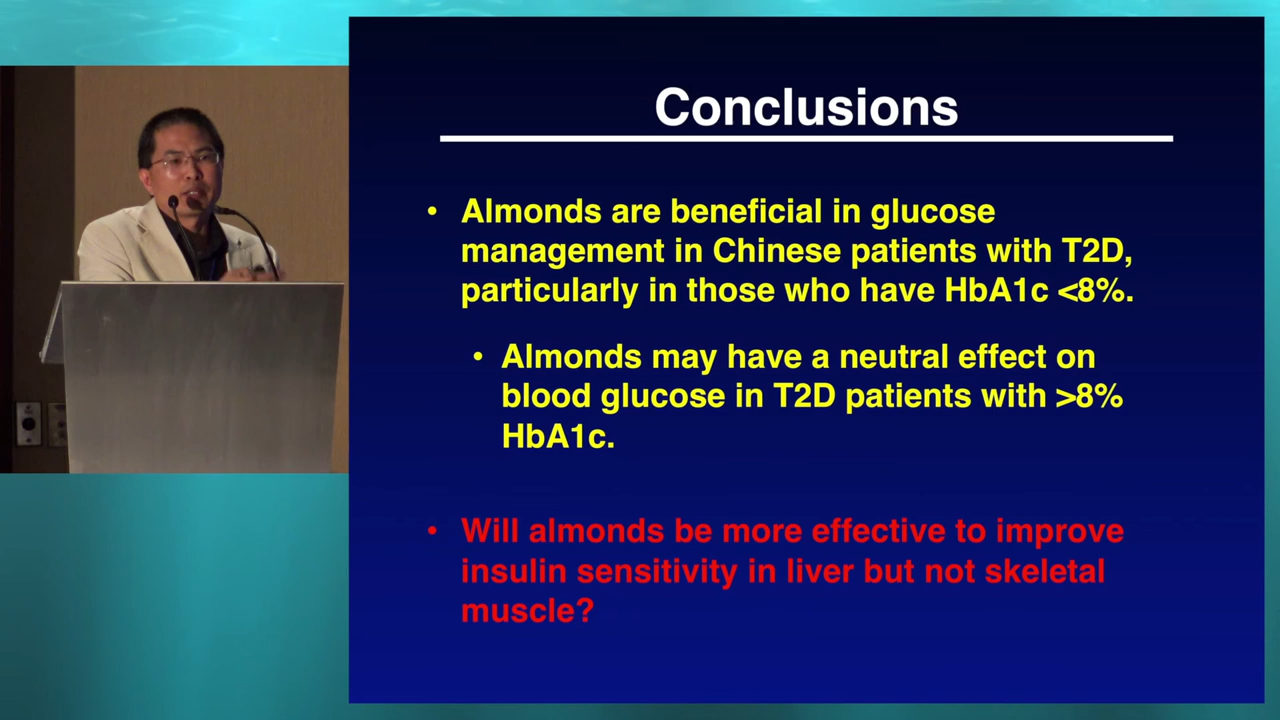 Conclusions
• Almonds are beneficial in glucose
management in Chinese patients with T2D,
particularly in those who have HbA1c <8%.
• Almonds may have a neutral effect on
blood glucose in T2D patients with >8%
HbA1c.
• Will almonds be more effective to improve
insulin sensitivity in liver but not skeletal
muscle?